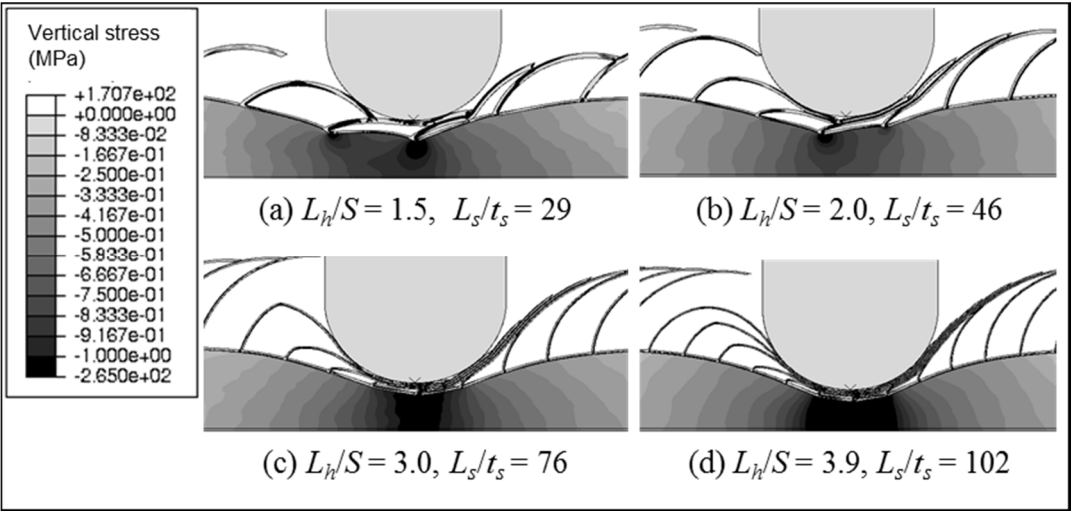 Vertical stress
(MPa)
+1.707e+02
+0.000e+00
-8.333e-02
-1.667e-01
-2.500e-01
-3.333e-01
-4.167e-01
-5.000e-01
-5.833e-01
-6.667e-01
-7.500e-01
-8.333e-01
-9.167e-01
-1.000e+00
-2.650e+02
(a) Lh/S = 1.5, Ls/ts = 29
(b) Lh/S = 2.0, Ls/ts = 46
(c) Lh/S = 3.0, Ls/ts = 76
(d) Lh/S = 3.9, Ls/ts = 102